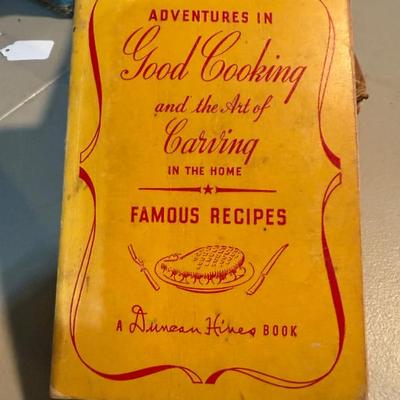 ADVENTURES IN
Good Cooking
and the Art of
Carving
IN THE HOME
FAMOUS RECIPES
A Duncan Hines BOOK